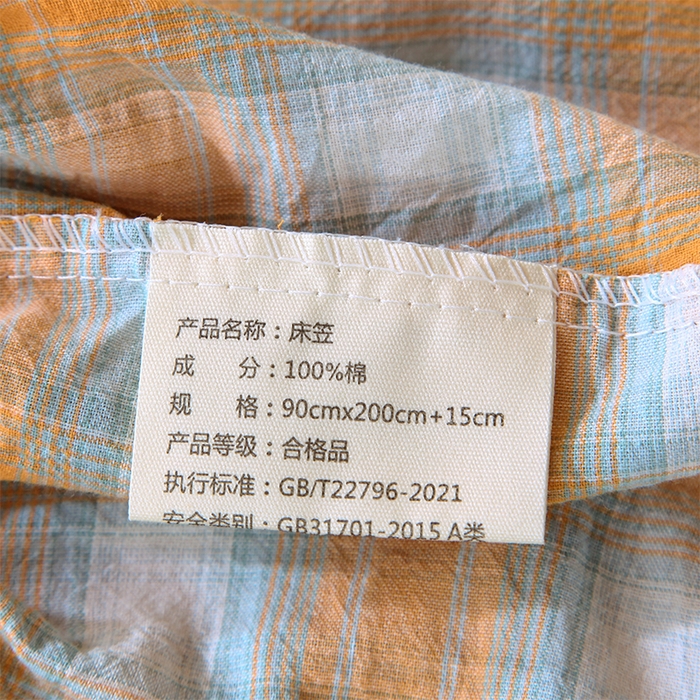 产品名称：床笠
成 分：100%棉
规 格：90cmx200cm+15cm
产品等级：合格品
执行标准：GB/T22796-2021
安全类别：GB31701-2015 A类